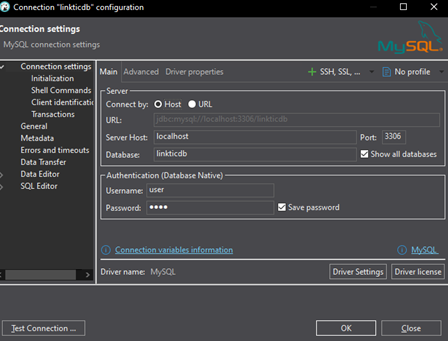 Connection "linkticdb" configuration
Connection settings
MySQL connection settings
MySQL
Connection settings
Initialization
Shell Commands
Client identificatio
Transactions
General
Metadata
Errors and timeouts
Data Transfer
Data Editor
SQL Editor
Main Advanced Driver properties
SSH, SSL, ... No profile
Server
Connect by: Host URL
URL: jdbc:mysql://localhost:3306/linkticdb
Server Host: localhost Port: 3306
Database: linkticdb Show all databases
Authentication (Database Native)
Username: user
Password: •••• Save password
Connection variables information MySQL
Driver name: MySQL Driver Settings Driver license
Test Connection ... OK Close